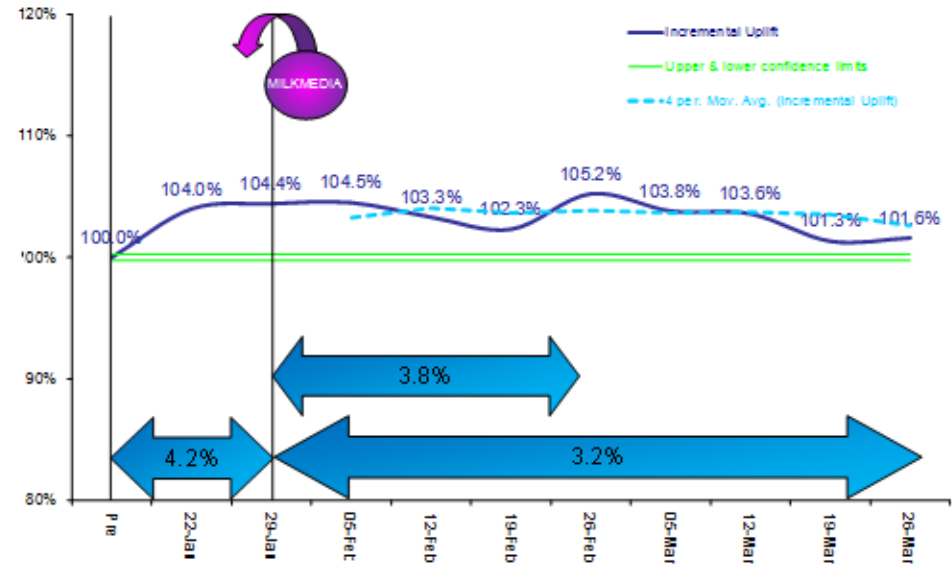 120%
Incremental Uplift
Upper & lower confidence limits
4 per. Mov. Avg. (Incremental Uplift)
MILKMEDIA
110%
104.0%
104.4%
104.5%
103.3%
102.3%
105.2%
103.8%
103.6%
101.3%
101.6%
100.0%
'00%
90%
3.8%
4.2%
3.2%
80%
Pre
22-Jan
29-Jan
05-Feb
12-Feb
19-Feb
26-Feb
05-Mar
12-Mar
19-Mar
26-Mar